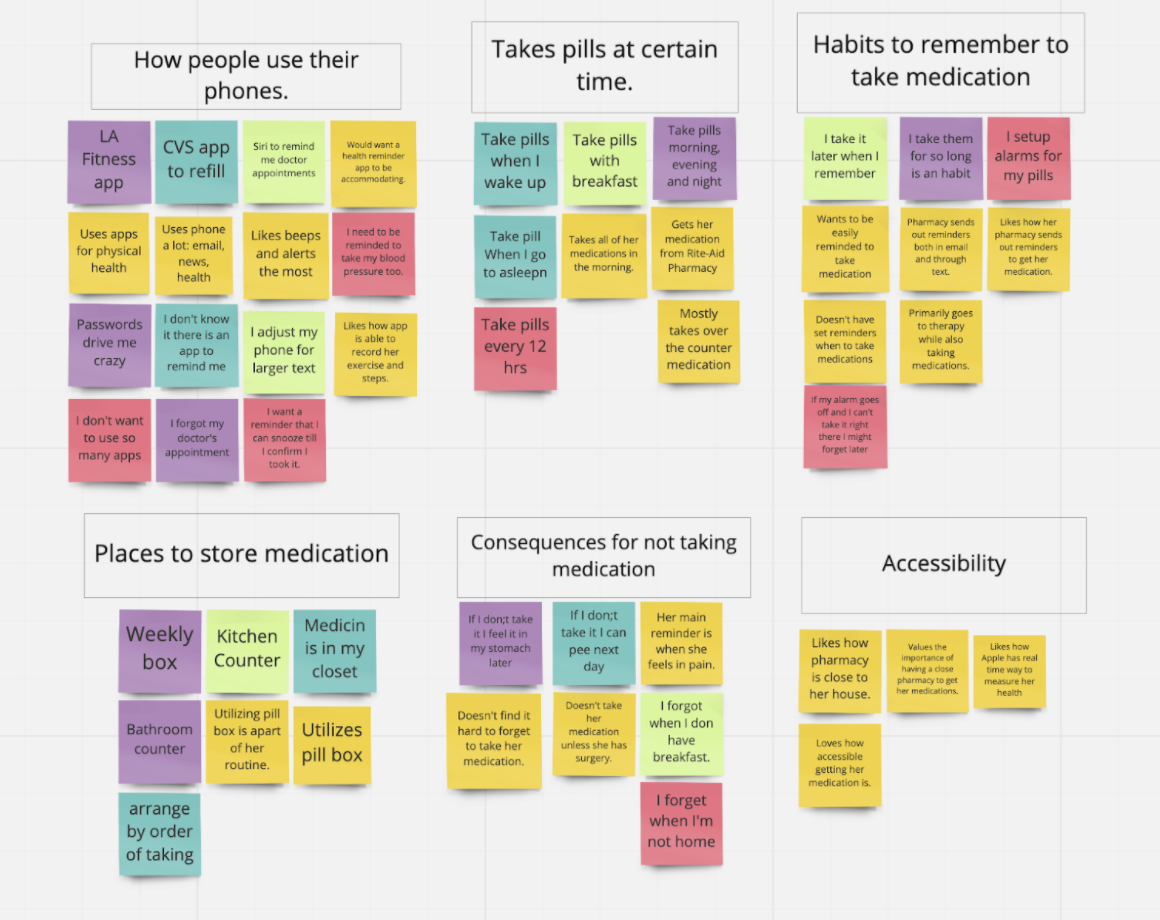 How people use their
phones.
LA
Fitness
app
CVS app
to refill
Siri to remind
me doctor
appointments
Would want a
health reminder
app to be
accommodating.
Uses apps
for physical
health
Uses phone
a lot: email,
news,
health
Likes beeps
and alerts
the most
I need to be
reminded to
take my blood
pressure too.
Passwords
drive me
crazy
I don't know
it there is an
app to
remind me
I adjust my
phone for
larger text
Likes how app
is able to
record her
exercise and
steps.
I don't want
to use so
many apps
I forgot my
doctor's
appointment
I want a
reminder that I
can snooze till
I confirm I
took it.
Takes pills at certain
time.
Take pills
when I
wake up
Take pills
with
breakfast
Take pills
morning,
evening
and night
Take pill
When I go
to asleepn
Takes all of her
medications in
the morning.
Gets her
medication
from Rite-Aid
Pharmacy
Take pills
every 12
hrs
Mostly
takes over
the counter
medication
Habits to remember to
take medication
I take it
later when I
remember
I take them
for so long
is an habit
I setup
alarms for
my pills
Wants to be
easily
reminded to
take
medication
Pharmacy sends
out reminders
both in email
and through
text.
Likes how her
pharmacy sends
out reminders
to get her
medication.
Doesn't have
set reminders
when to take
medications
Primarily goes
to therapy
while also
taking
medications.
If my alarm goes
off and I can't
take it right
there I might
forget later
Places to store medication
Weekly
box
Kitchen
Counter
Medicin
is in my
closet
Bathroom
counter
Utilizing pill
box is apart
of her
routine.
Utilizes
pill box
arrange
by order
of taking
Consequences for not taking
medication
If I don;t take
it I feel it in
my stomach
later
If I don;t
take it I can
pee next
day
Her main
reminder is
when she
feels in pain.
Doesn't find it
hard to forget
to take her
medication.
Doesn't take
her
medication
unless she has
surgery.
I forgot
when I don
have
breakfast.
I forget
when I'm
not home
Accessibility
Likes how
pharmacy
is close to
her house.
Values the
importance of
having a close
pharmacy to get
her medications.
Likes how
Apple has real
time way to
measure her
health
Loves how
accessible
getting her
medication is.